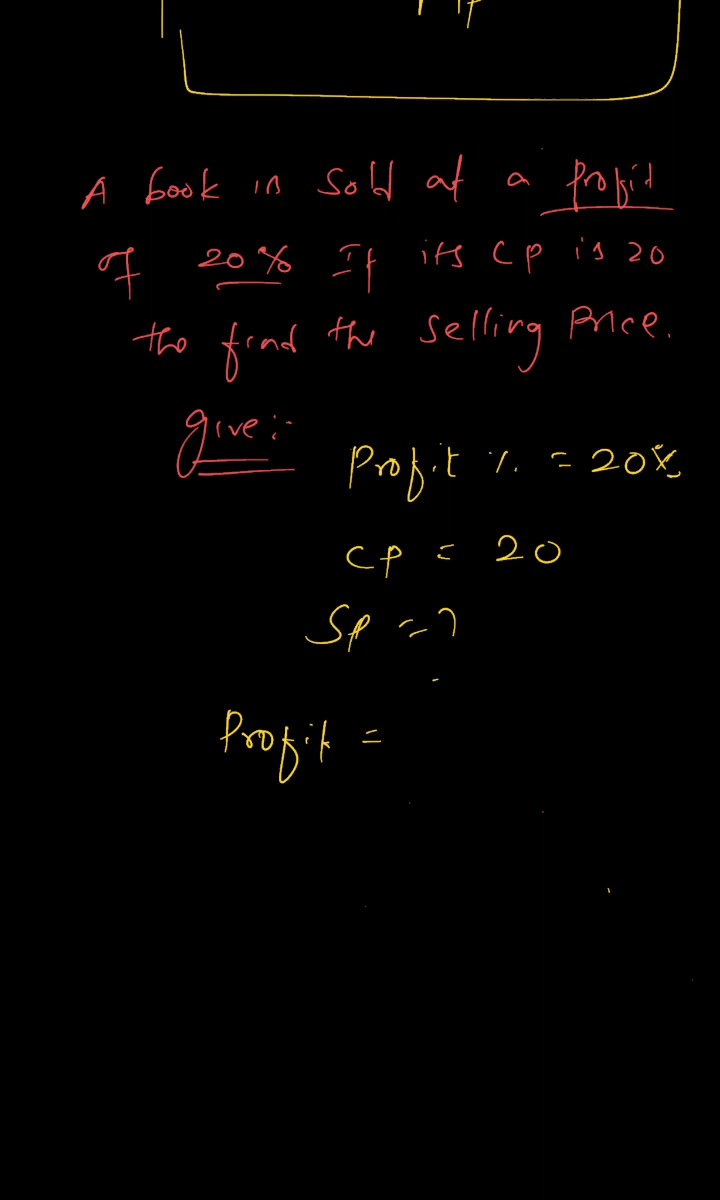 A book is sold at a profit
of 20% If its CP is 20
the find the selling Price.
give:-
Profit % = 20%
CP = 20
SP = ?
Profit =